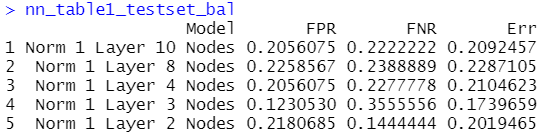 > nn_table1_testset_bal
Model FPR FNR Err
1 Norm 1 Layer 10 Nodes 0.2056075 0.2222222 0.2092457
2 Norm 1 Layer 8 Nodes 0.2258567 0.2388889 0.2287105
3 Norm 1 Layer 4 Nodes 0.2056075 0.2277778 0.2104623
4 Norm 1 Layer 3 Nodes 0.1230530 0.3555556 0.1739659
5 Norm 1 Layer 2 Nodes 0.2180685 0.1444444 0.2019465